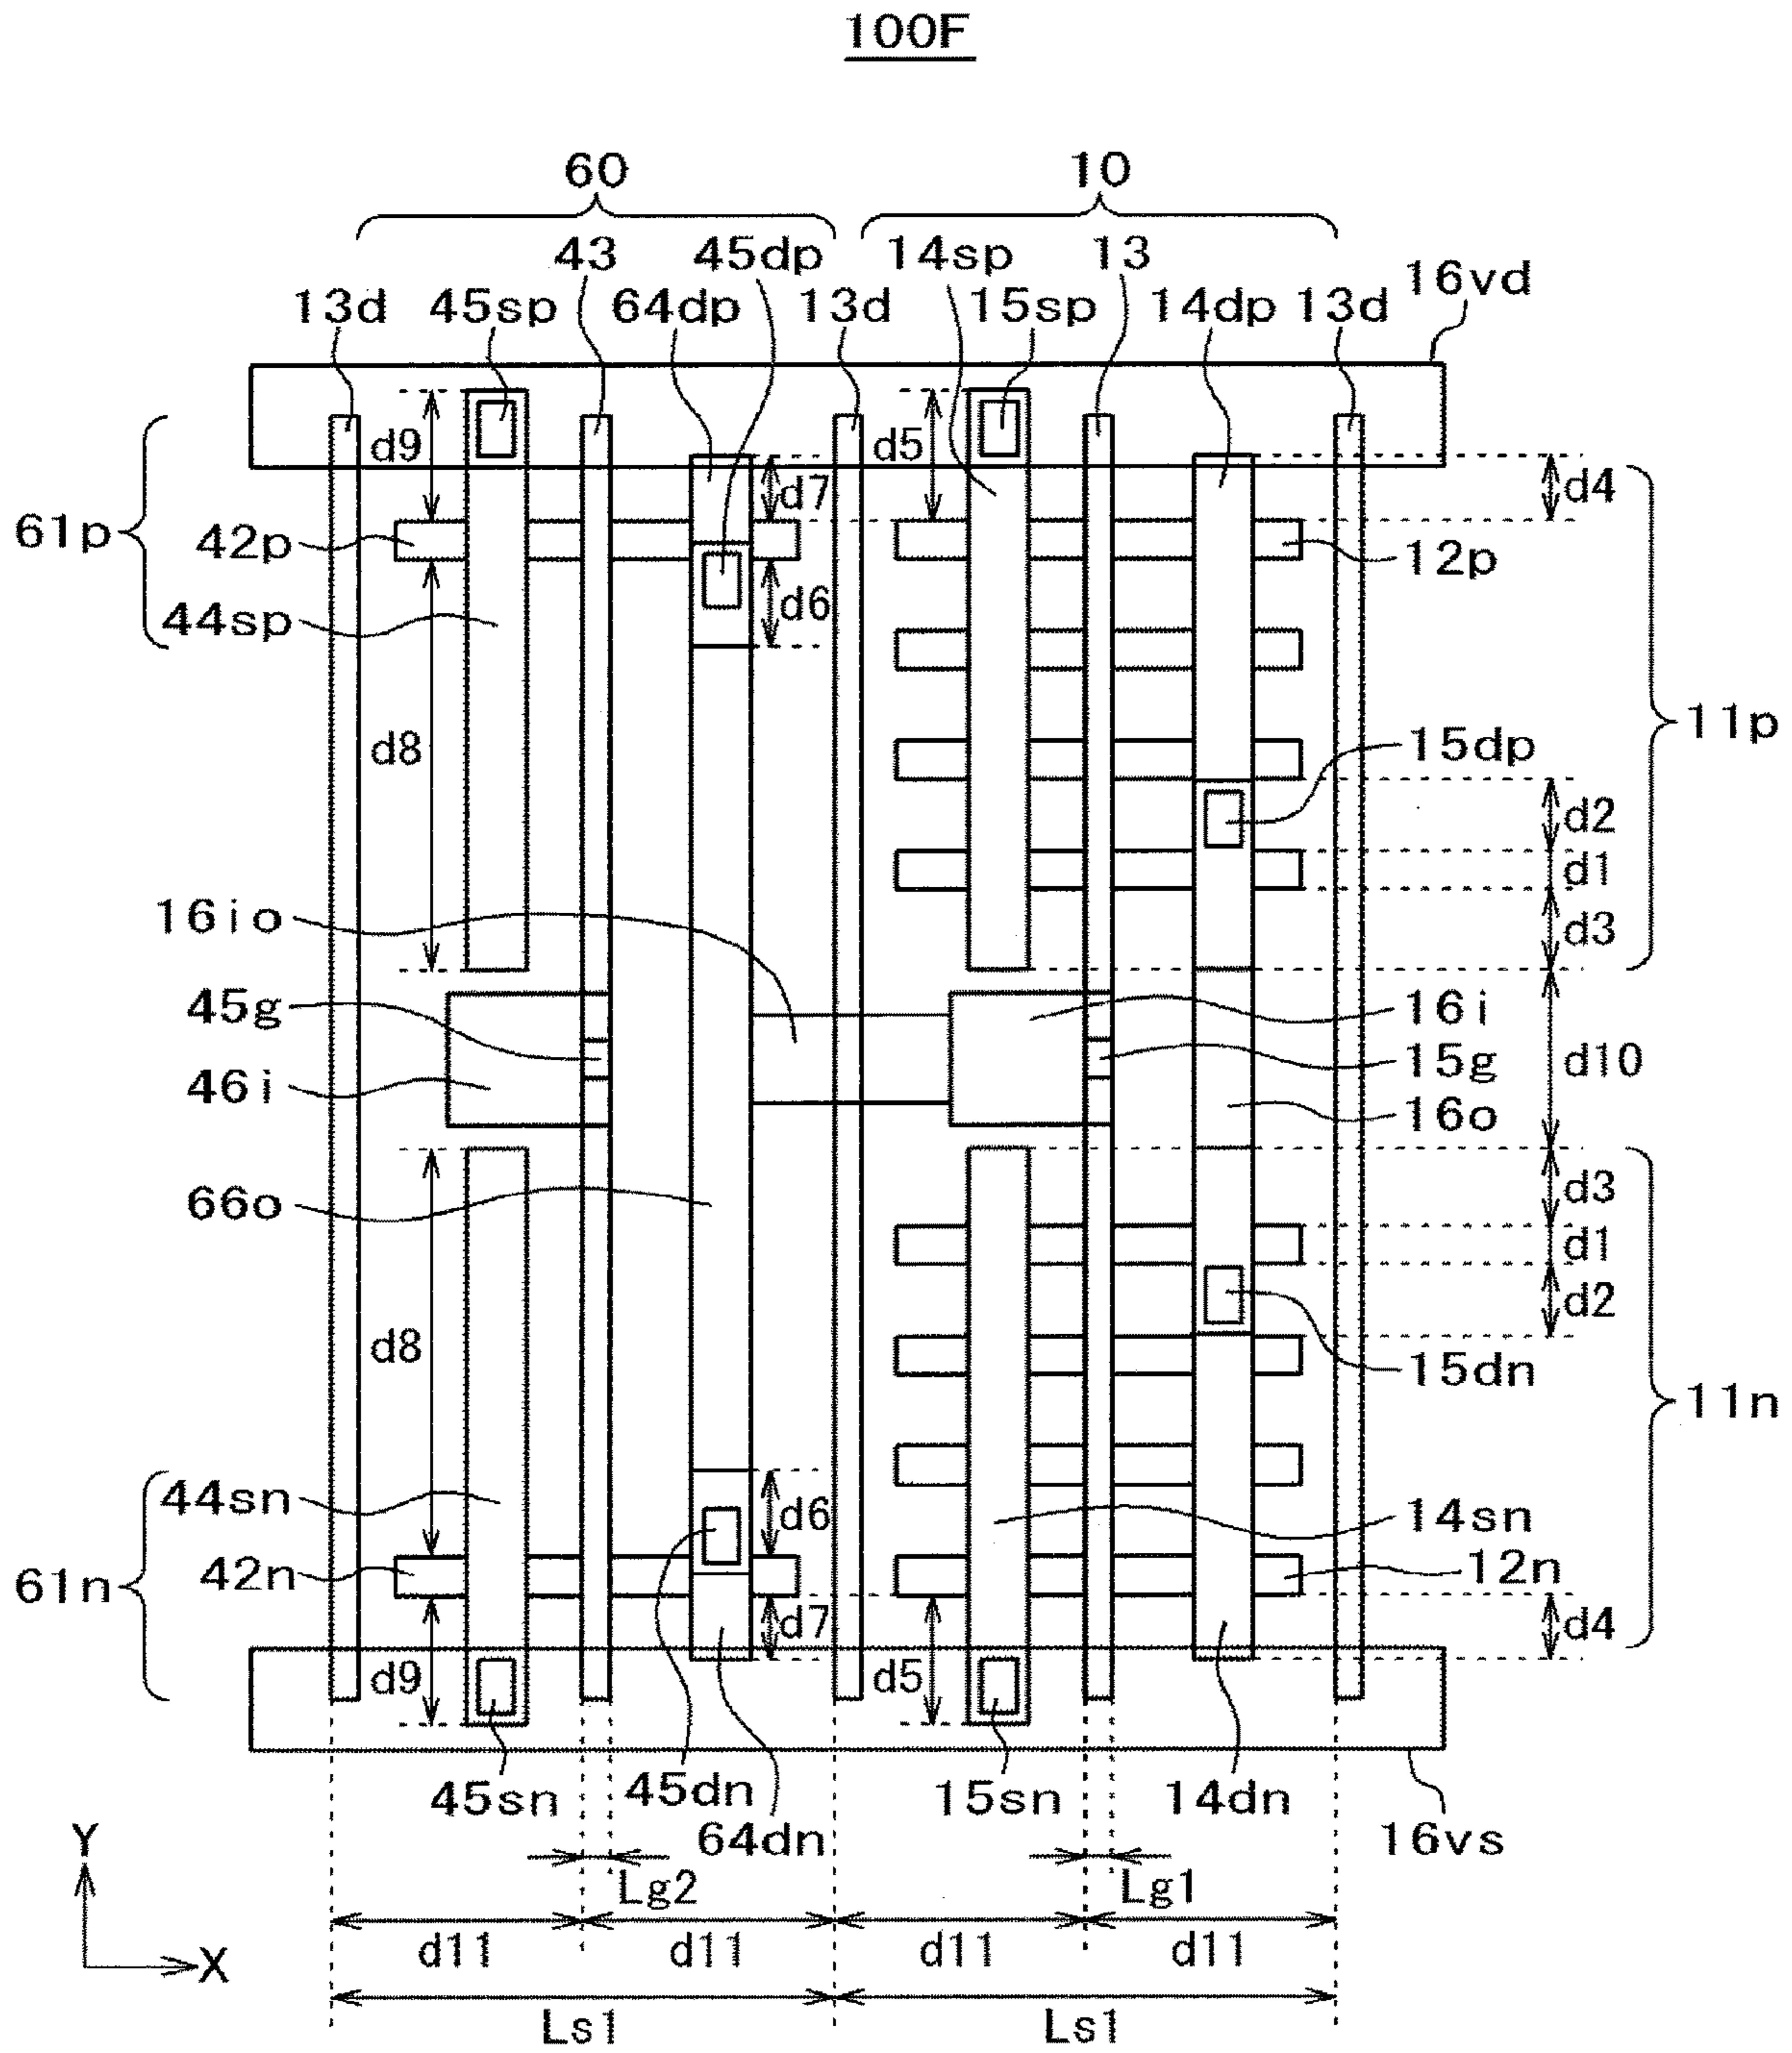 100F
60 10
43 45dp 14sp 13
13d 45sp 64dp 13d 15sp 14dp 13d 16vd
d9 d5
d7 d4
61p 42p 12p
44sp d6
d8 11p
15dp
d2
d1
16io d3
45g 16i
46i 15g d10
16o
66o d3
d1
d8 d2
15dn
11n
44sn d6 14sn
61n 42n 12n
d7 d4
d9 d5
45sn 45dn 15sn 14dn
64dn 16vs
Y
X
Lg2 Lg1
d11 d11 d11 d11
Ls1 Ls1